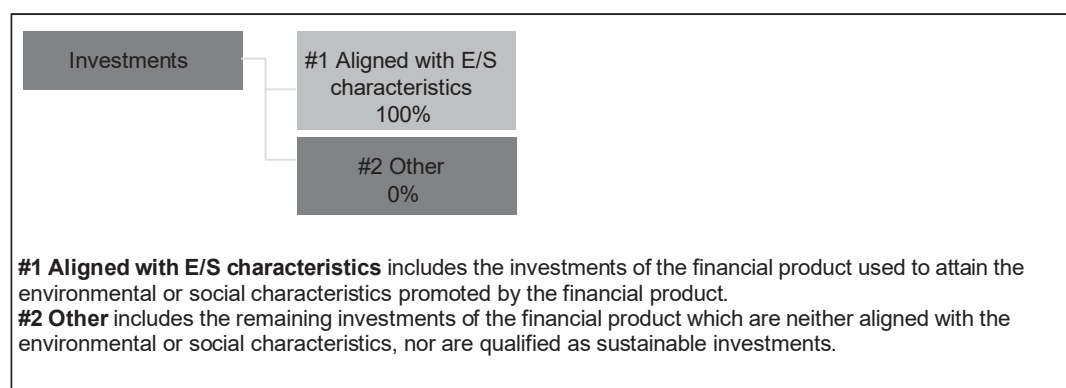 Investments
#1 Aligned with E/S
characteristics
100%
#2 Other
0%
#1 Aligned with E/S characteristics includes the investments of the financial product used to attain the
environmental or social characteristics promoted by the financial product.
#2 Other includes the remaining investments of the financial product which are neither aligned with the
environmental or social characteristics, nor are qualified as sustainable investments.